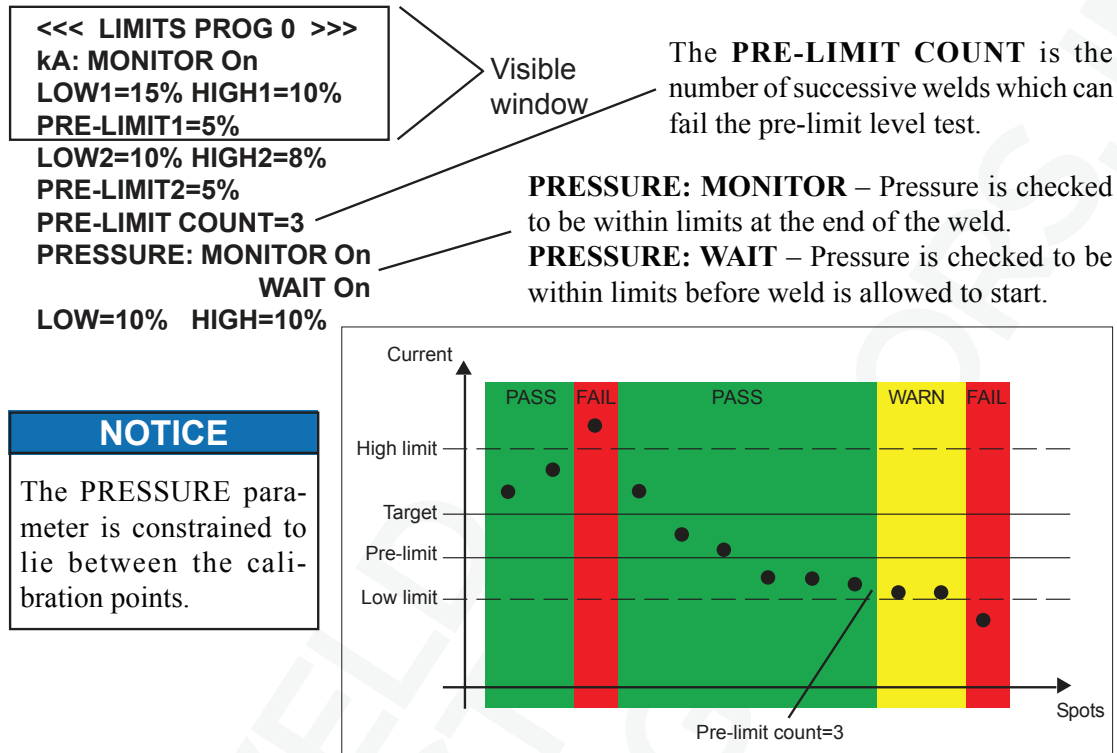 <<< LIMITS PROG 0 >>>
kA: MONITOR On
LOW1=15% HIGH1=10%
PRE-LIMIT1=5%
LOW2=10% HIGH2=8%
PRE-LIMIT2=5%
PRE-LIMIT COUNT=3
PRESSURE: MONITOR On
WAIT On
LOW=10% HIGH=10%
Visible
window
The PRE-LIMIT COUNT is the
number of successive welds which can
fail the pre-limit level test.
PRESSURE: MONITOR – Pressure is checked
to be within limits at the end of the weld.
PRESSURE: WAIT – Pressure is checked to be
within limits before weld is allowed to start.
NOTICE
The PRESSURE para-
meter is constrained to
lie between the cali-
bration points.
Current
PASS FAIL PASS WARN FAIL
High limit
Target
Pre-limit
Low limit
Spots
Pre-limit count=3